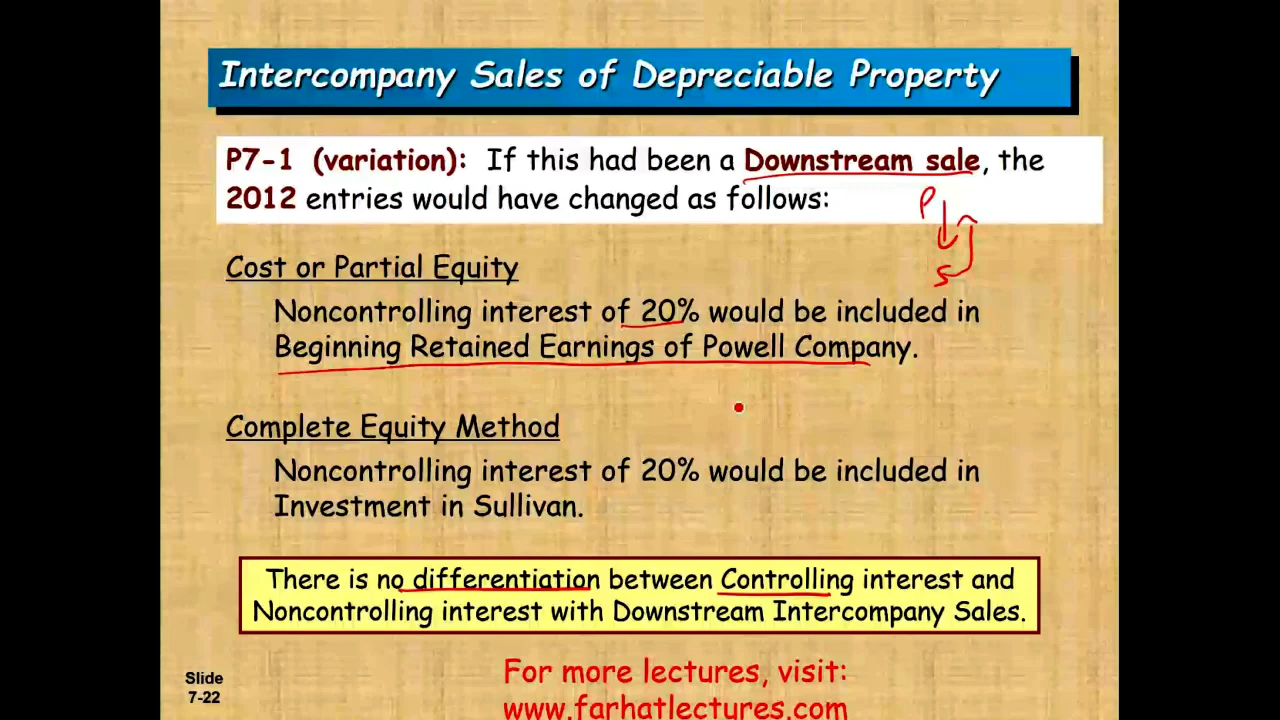 Intercompany Sales of Depreciable Property
P7-1 (variation): If this had been a Downstream sale, the
2012 entries would have changed as follows:
P
S
Cost or Partial Equity
Noncontrolling interest of 20% would be included in
Beginning Retained Earnings of Powell Company.
Complete Equity Method
Noncontrolling interest of 20% would be included in
Investment in Sullivan.
There is no differentiation between Controlling interest and
Noncontrolling interest with Downstream Intercompany Sales.
Slide
7-22
For more lectures, visit:
www.farhatlectures.com